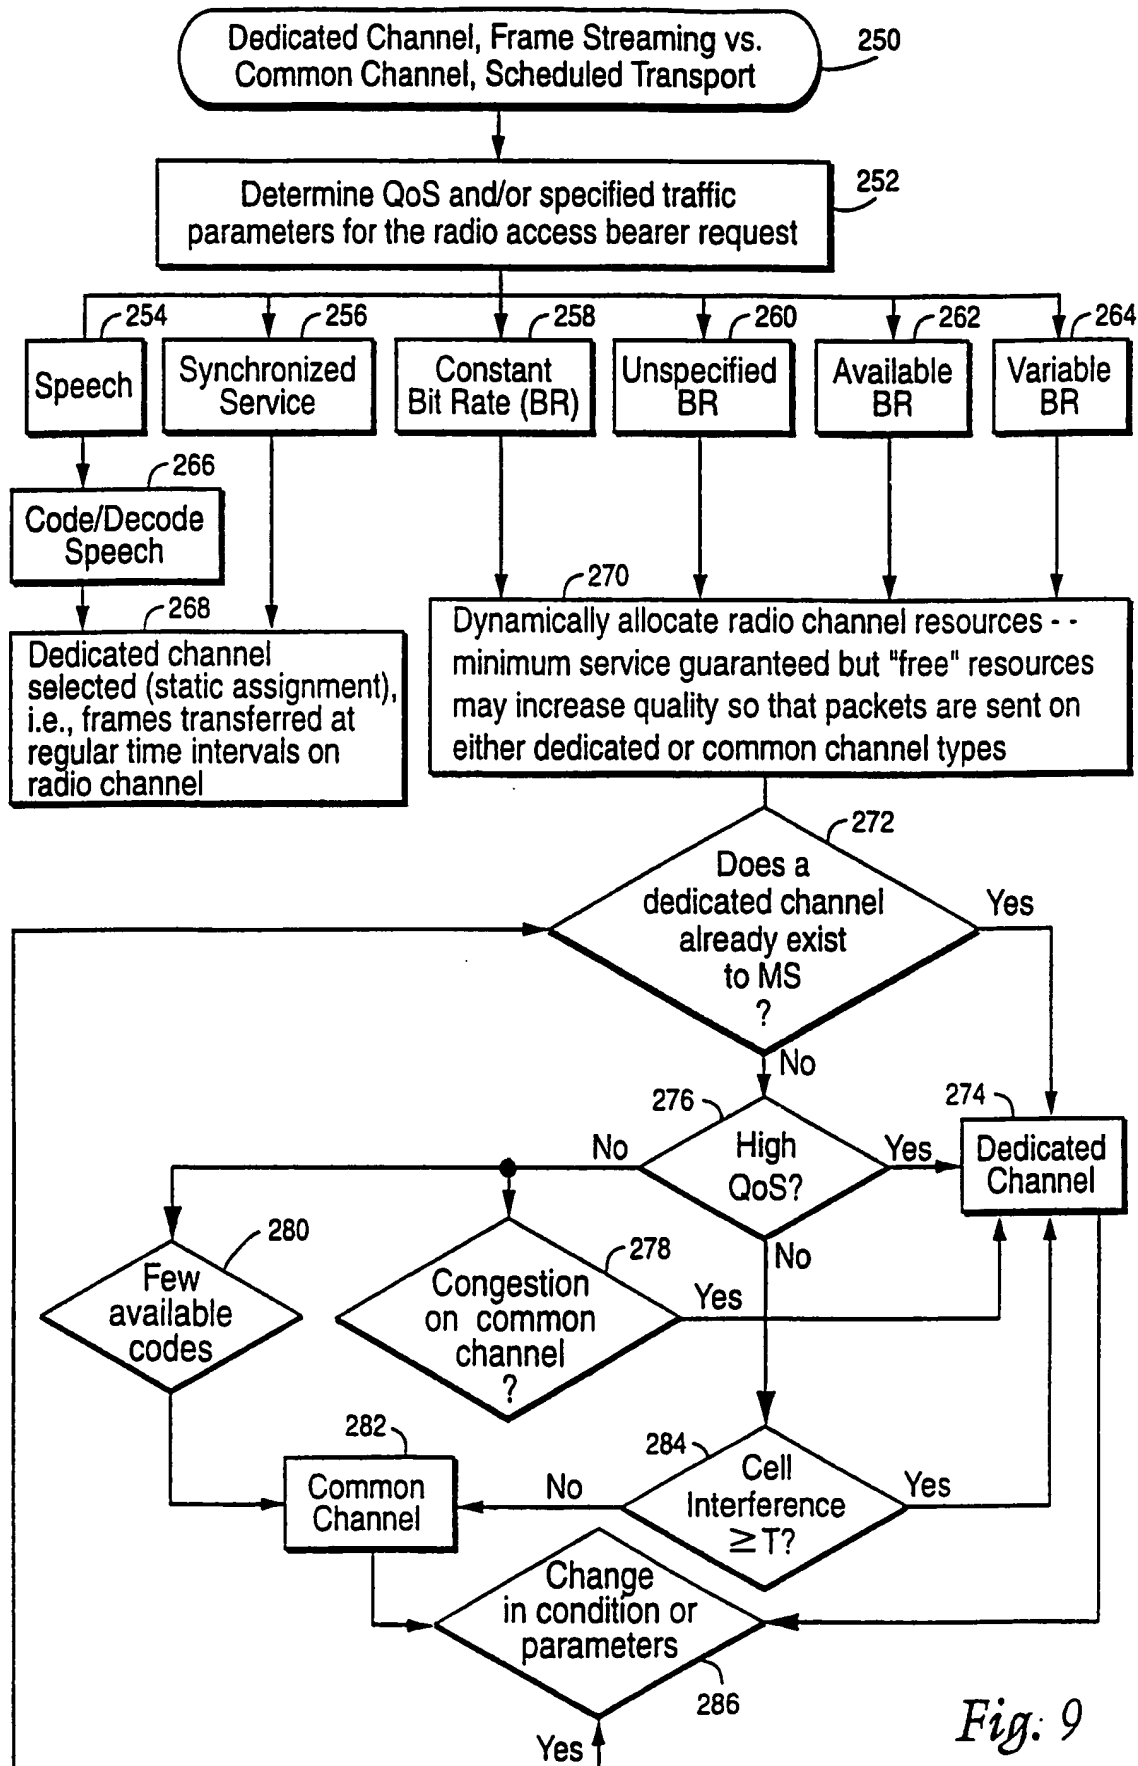 Dedicated Channel, Frame Streaming vs.
Common Channel, Scheduled Transport
250
Determine QoS and/or specified traffic
parameters for the radio access bearer request
252
254
256
258
260
262
264
Speech
Synchronized
Service
Constant
Bit Rate (BR)
Unspecified
BR
Available
BR
Variable
BR
266
Code/Decode
Speech
268
Dedicated channel
selected (static assignment),
i.e., frames transferred at
regular time intervals on
radio channel
270
Dynamically allocate radio channel resources - -
minimum service guaranteed but "free" resources
may increase quality so that packets are sent on
either dedicated or common channel types
272
Does a
dedicated channel
already exist
to MS
?
Yes
No
276
High
QoS?
No
Yes
No
274
Dedicated
Channel
280
Few
available
codes
278
Congestion
on common
channel
?
Yes
282
Common
Channel
284
Cell
Interference
≥T?
No
Yes
Change
in condition or
parameters
286
Yes
Fig. 9